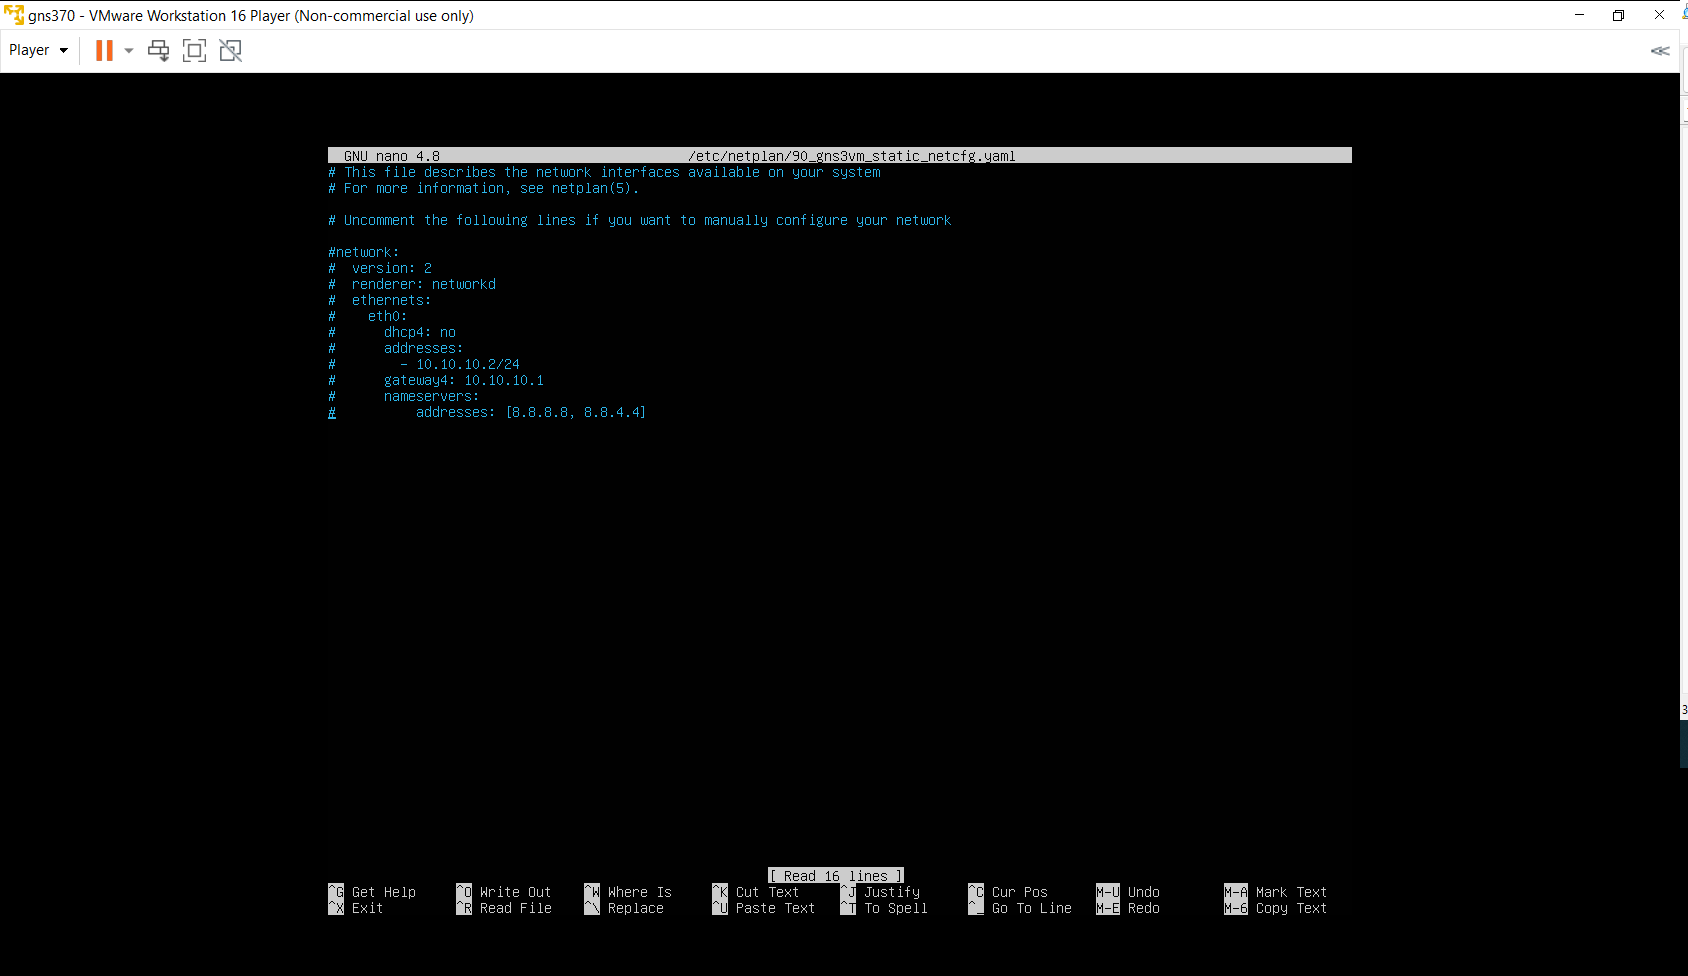 gns370 - VMware Workstation 16 Player (Non-commercial use only)
Player
GNU nano 4.8 /etc/netplan/90_gns3vm_static_netcfg.yaml
# This file describes the network interfaces available on your system
# For more information, see netplan(5).
# Uncomment the following lines if you want to manually configure your network
#network:
#  version: 2
#  renderer: networkd
#  ethernets:
#    eth0:
#      dhcp4: no
#      addresses:
#        - 10.10.10.2/24
#      gateway4: 10.10.10.1
#      nameservers:
#          addresses: [8.8.8.8, 8.8.4.4]
3
[ Read 16 lines ]
^G Get Help ^O Write Out ^W Where Is ^K Cut Text ^J Justify ^C Cur Pos M-U Undo M-A Mark Text
^X Exit ^R Read File ^\ Replace ^U Paste Text ^T To Spell ^_ Go To Line M-E Redo M-6 Copy Text